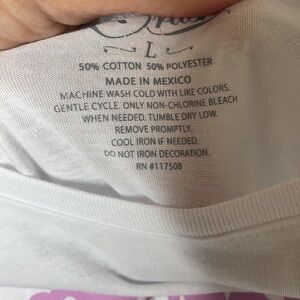 L
50% COTTON 50% POLYESTER
MADE IN MEXICO
MACHINE WASH COLD WITH LIKE COLORS.
GENTLE CYCLE. ONLY NON-CHLORINE BLEACH
WHEN NEEDED. TUMBLE DRY LOW.
REMOVE PROMPTLY.
COOL IRON IF NEEDED.
DO NOT IRON DECORATION.
RN #117508